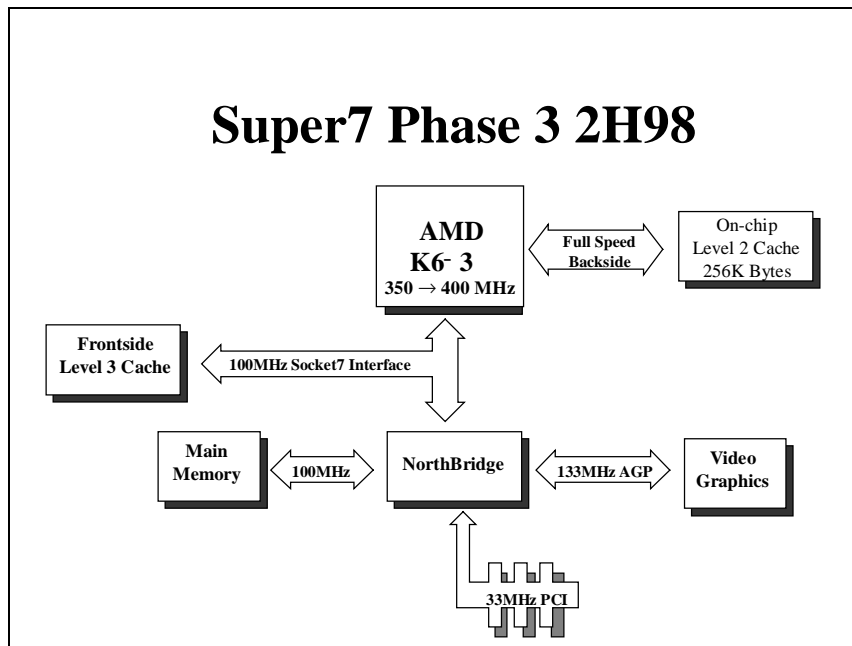 Super7 Phase 3 2H98
AMD
K6- 3
350 → 400 MHz
Full Speed
Backside
On-chip
Level 2 Cache
256K Bytes
Frontside
Level 3 Cache
100MHz Socket7 Interface
Main
Memory
100MHz
NorthBridge
133MHz AGP
Video
Graphics
33MHz PCI